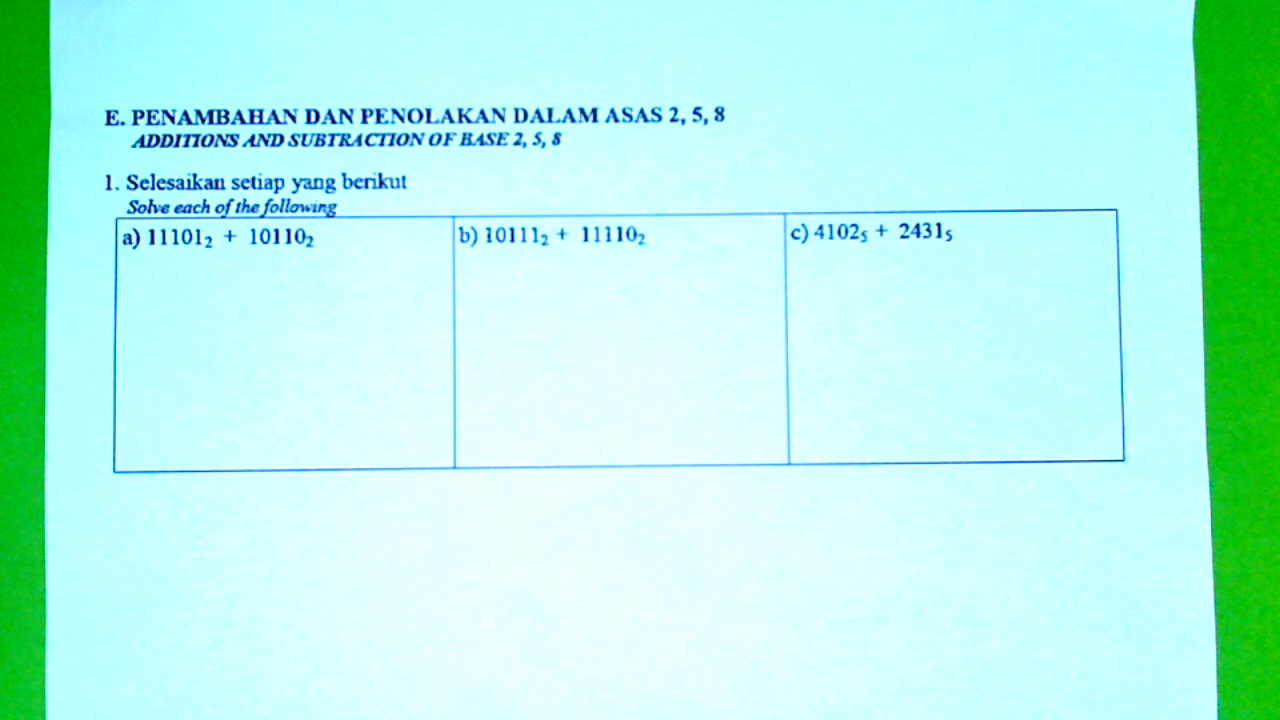 E. PENAMBAHAN DAN PENOLAKAN DALAM ASAS 2, 5, 8
ADDITIONS AND SUBTRACTION OF BASE 2, 5, 8
1. Selesaikan setiap yang berikut
Solve each of the following
a) 11101₂ + 10110₂
b) 10111₂ + 11110₂
c) 4102₅ + 2431₅